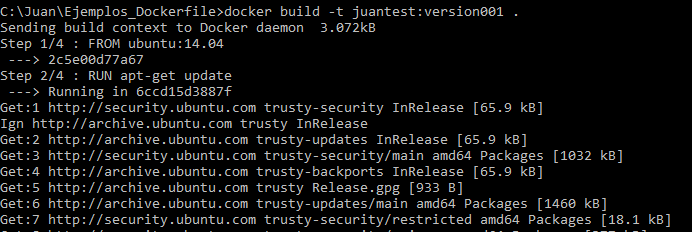 C:\Juan\Ejemplos_Dockerfile>docker build -t juantest:version001 .
Sending build context to Docker daemon  3.072kB
Step 1/4 : FROM ubuntu:14.04
 ---> 2c5e00d77a67
Step 2/4 : RUN apt-get update
 ---> Running in 6ccd15d3887f
Get:1 http://security.ubuntu.com trusty-security InRelease [65.9 kB]
Ign http://archive.ubuntu.com trusty InRelease
Get:2 http://archive.ubuntu.com trusty-updates InRelease [65.9 kB]
Get:3 http://security.ubuntu.com trusty-security/main amd64 Packages [1032 kB]
Get:4 http://archive.ubuntu.com trusty-backports InRelease [65.9 kB]
Get:5 http://archive.ubuntu.com trusty Release.gpg [933 B]
Get:6 http://archive.ubuntu.com trusty-updates/main amd64 Packages [1460 kB]
Get:7 http://security.ubuntu.com trusty-security/restricted amd64 Packages [18.1 kB]